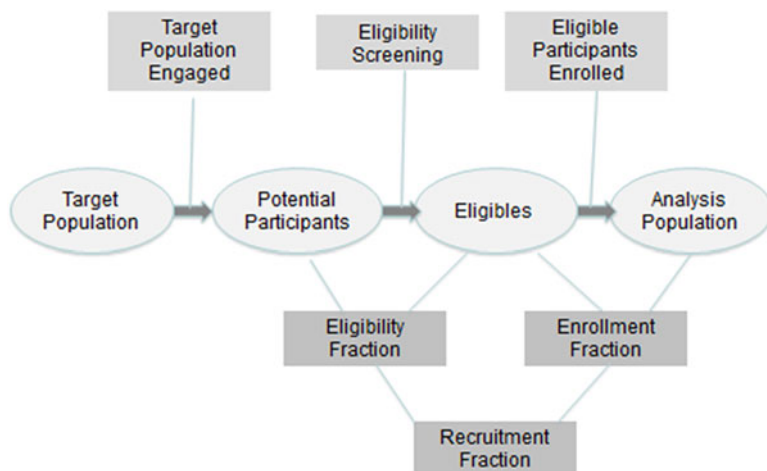 Target
Population
Engaged
Eligibility
Screening
Eligible
Participants
Enrolled
Target
Population
Potential
Participants
Eligibles
Analysis
Population
Eligibility
Fraction
Enrollment
Fraction
Recruitment
Fraction